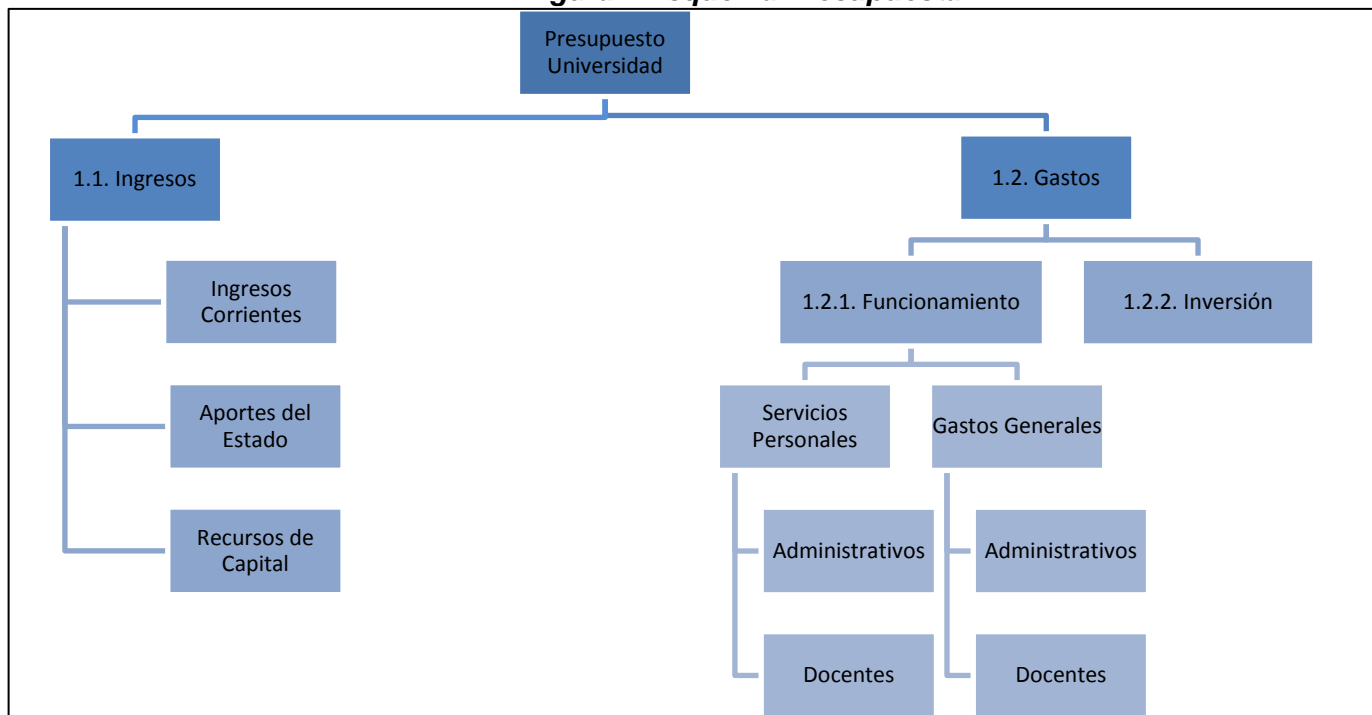 Presupuesto
Universidad
1.1. Ingresos
1.2. Gastos
Ingresos
Corrientes
1.2.1. Funcionamiento
1.2.2. Inversión
Aportes del
Estado
Servicios
Personales
Gastos Generales
Recursos de
Capital
Administrativos
Administrativos
Docentes
Docentes